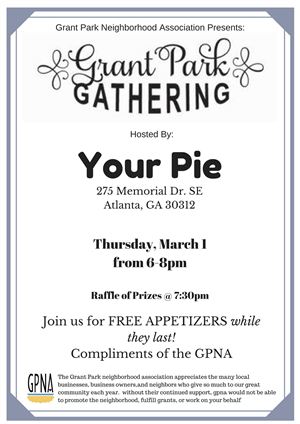 Grant Park Neighborhood Association Presents:
Grant Park
GATHERING
Hosted By:
Your Pie
275 Memorial Dr. SE
Atlanta, GA 30312
Thursday, March 1
from 6-8pm
Raffle of Prizes @ 7:30pm
Join us for FREE APPETIZERS while
they last!
Compliments of the GPNA
GPNA
The Grant Park neighborhood association appreciates the many local
businesses, business owners,and neighbors who give so much to our great
community each year. without their continued support, gpna would not be able
to promote the neighborhood, fulfill grants, or work on your behalf